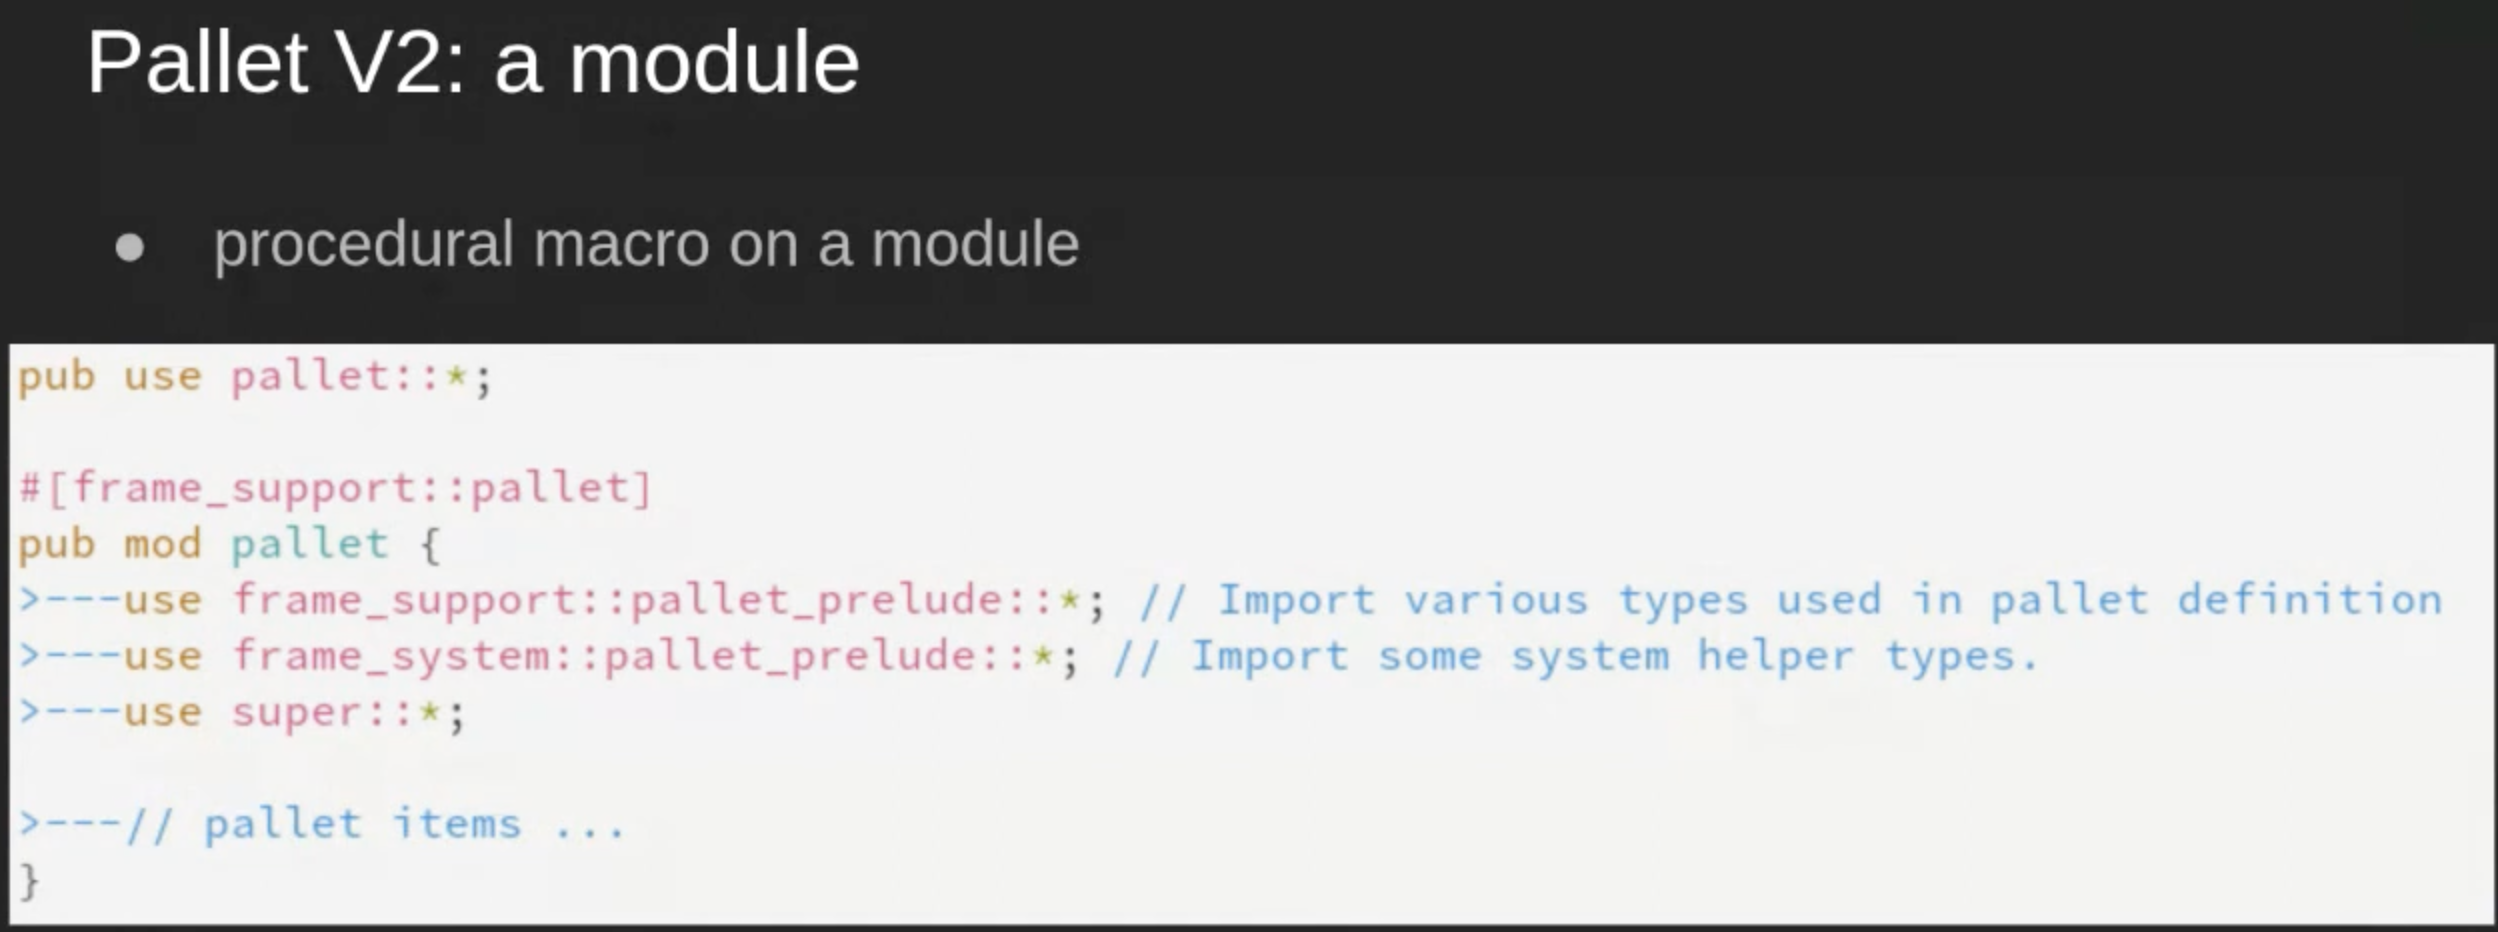 Pallet V2: a module
● procedural macro on a module
pub use pallet::*;
#[frame_support::pallet]
pub mod pallet {
>---use frame_support::pallet_prelude::*; // Import various types used in pallet definition
>---use frame_system::pallet_prelude::*; // Import some system helper types.
>---use super::*;
>---// pallet items ...
}